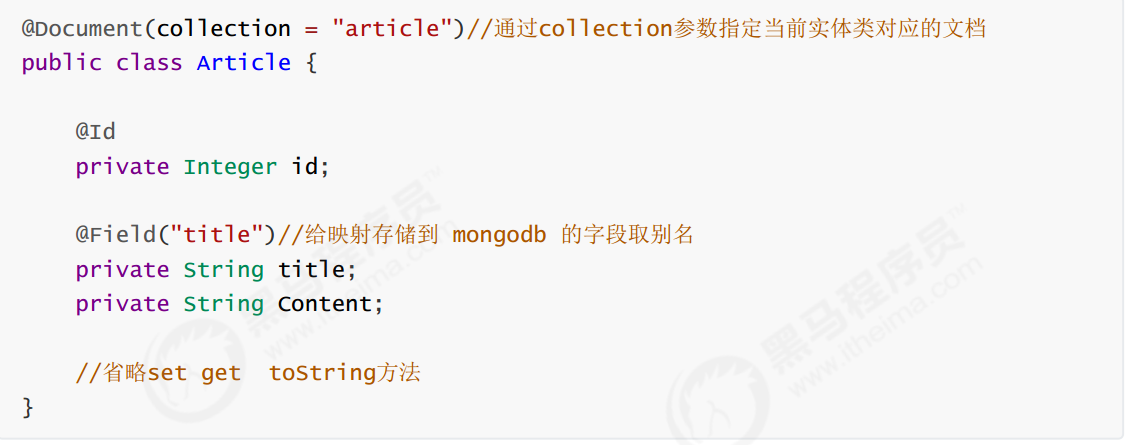 @Document(collection = "article")//通过collection参数指定当前实体类对应的文档
public class Article {
@Id
private Integer id;
@Field("title")//给映射存储到 mongodb 的字段取别名
private String title;
private String Content;
//省略set get  toString方法
}
黑马程序员™
www.itheima.com
黑马程序员™
www.itheima.com